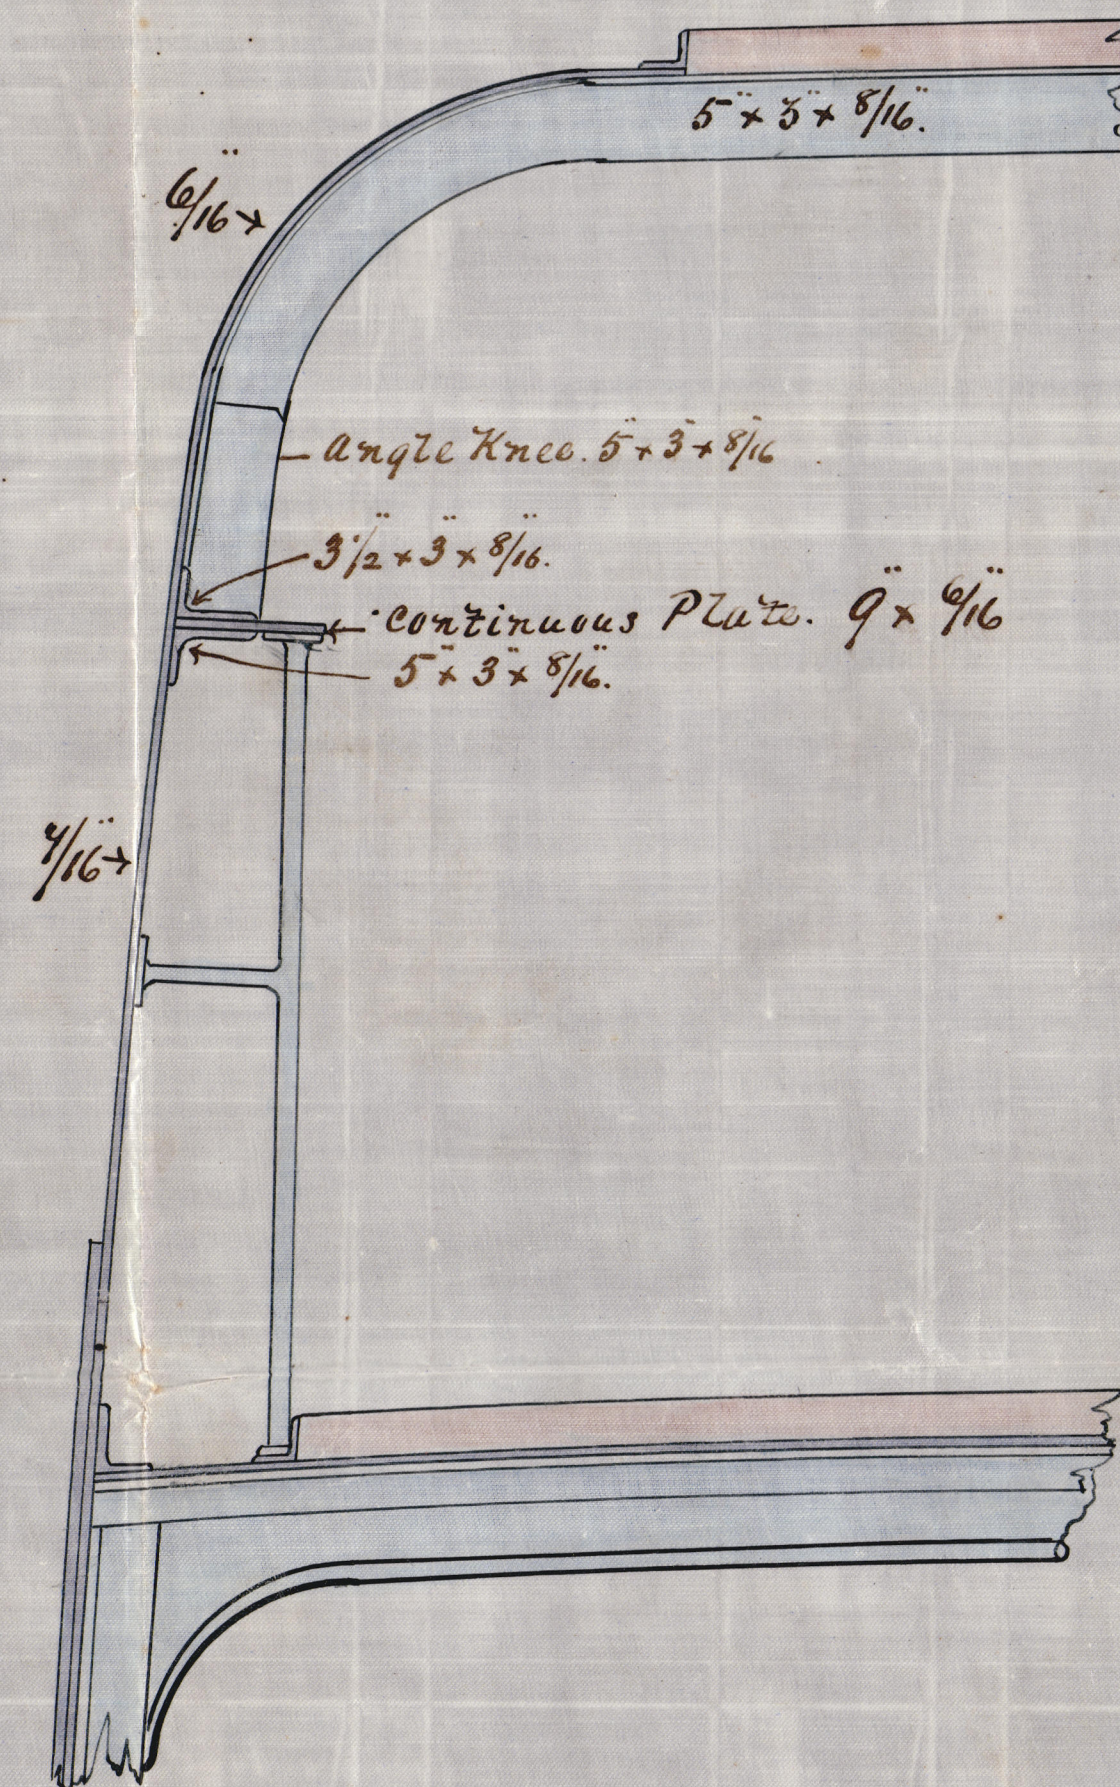 5" x 3" x 8/16".
6/16"
Angle Knee. 5" x 3" x 8/16"
3 1/2" x 3" x 8/16".
Continuous Plate. 9" x 6/16"
5" x 3" x 8/16".
7/16"